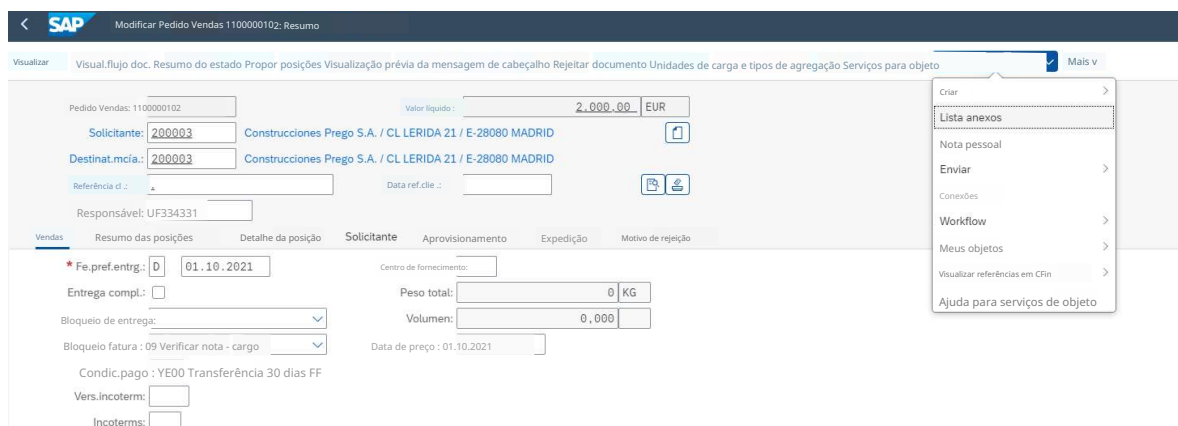 SAP Modificar Pedido Vendas 1100000102: Resumo
Visualizar Visual.flujo doc. Resumo do estado Propor posições Visualização prévia da mensagem de cabeçalho Rejeitar documento Unidades de carga e tipos de agregação Serviços para objeto Mais v
Criar
Lista anexos
Nota pessoal
Enviar
Conexões
Workflow
Meus objetos
Visualizar referências em CFin
Ajuda para serviços de objeto
Pedido Vendas: 1100000102 Valor líquido : 2.000,00 EUR
Solicitante: 200003 Construcciones Prego S.A. / CL LERIDA 21 / E-28080 MADRID
Destinat.mcía.: 200003 Construcciones Prego S.A. / CL LERIDA 21 / E-28080 MADRID
Referência cl .: . Data ref.clie .:
Responsável: UF334331
Vendas Resumo das posições Detalhe da posição Solicitante Aprovisionamento Expedição Motivo de rejeição
* Fe.pref.entrg.: D 01.10.2021 Centro de fornecimento:
Entrega compl.: Peso total: 0 KG
Bloqueio de entrega: Volumen: 0,000
Bloqueio fatura : 09 Verificar nota - cargo Data de preço : 01.10.2021
Condic.pago : YE00 Transferência 30 dias FF
Vers.incoterm:
Incoterms: